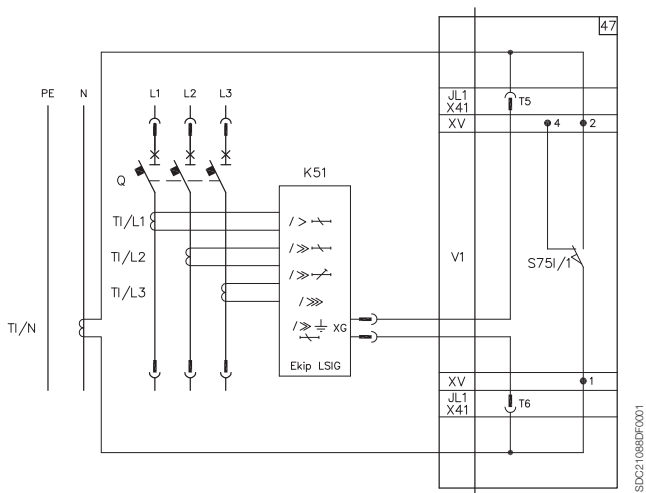 47
PE N L1 L2 L3
JL1
X41
T5
XV 4 2
Q
K51
TI/L1
TI/L2
TI/L3
TI/N
I >
I >>
I >>
I >>>
I >> XG
Ekip LSIG
V1
S75I/1
XV 1
JL1
X41
T6
SDC21088DF0001